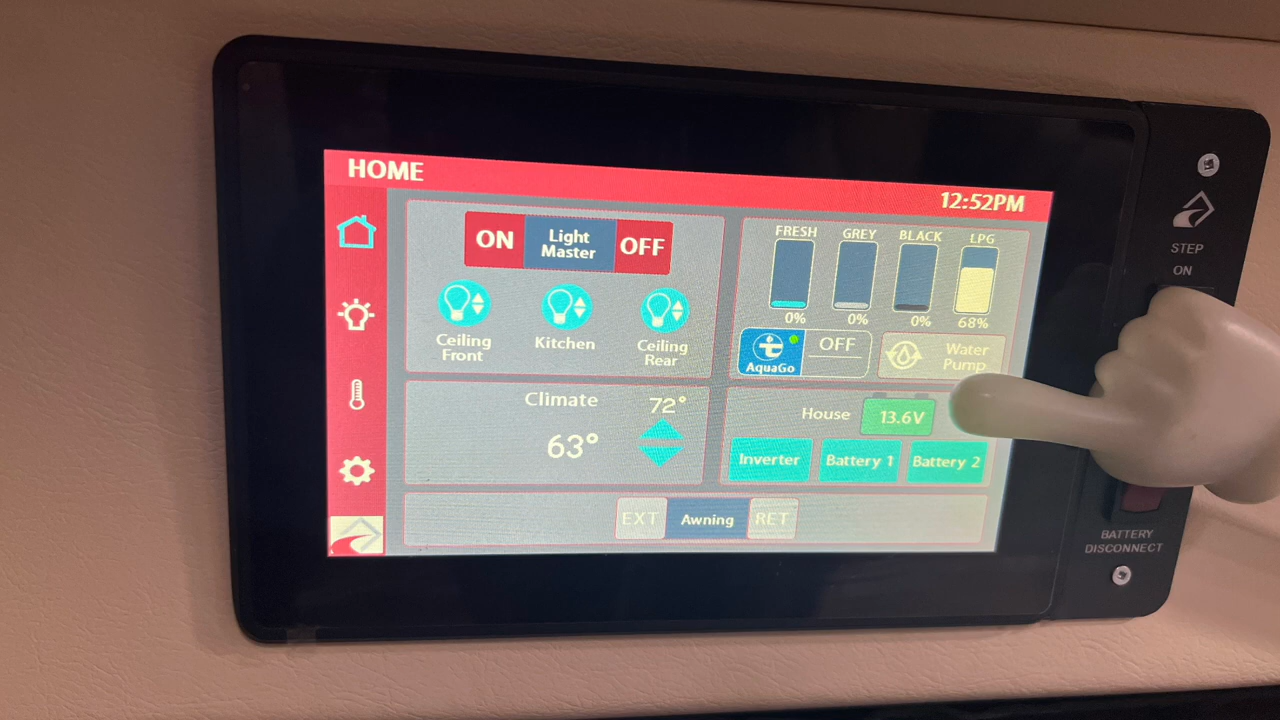 HOME
12:52PM
ON
Light
Master
OFF
Ceiling
Front
Kitchen
Ceiling
Rear
FRESH
GREY
BLACK
LPG
0%
0%
0%
68%
AquaGo
OFF
Water
Pump
Climate
72°
63°
House
13.6V
Inverter
Battery 1
Battery 2
EXT
Awning
RET
STEP
ON
BATTERY
DISCONNECT